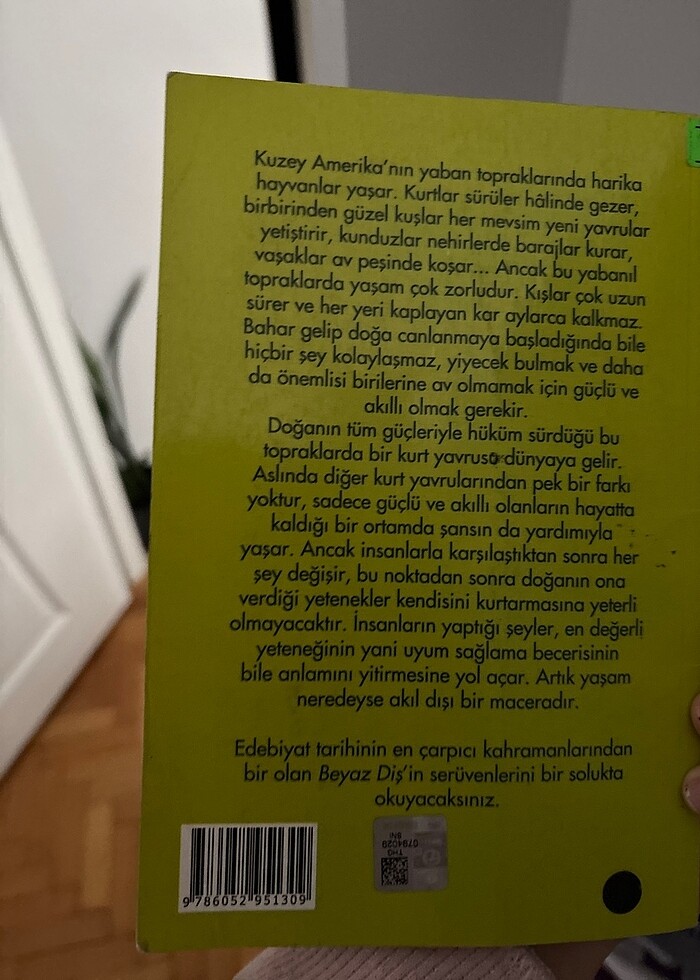 Kuzey Amerika'nın yaban topraklarında harika
hayvanlar yaşar. Kurtlar sürüler hâlinde gezer,
birbirinden güzel kuşlar her mevsim yeni yavrular
yetiştirir, kunduzlar nehirlerde barajlar kurar,
vaşaklar av peşinde koşar... Ancak bu yabanıl
topraklarda yaşam çok zorludur. Kışlar çok uzun
sürer ve her yeri kaplayan kar aylarca kalkmaz.
Bahar gelip doğa canlanmaya başladığında bile
hiçbir şey kolaylaşmaz, yiyecek bulmak ve daha
da önemlisi birilerine av olmamak için güçlü ve
akıllı olmak gerekir.
Doğanın tüm güçleriyle hüküm sürdüğü bu
topraklarda bir kurt yavrusu dünyaya gelir.
Aslında diğer kurt yavrularından pek bir farkı
yoktur, sadece güçlü ve akıllı olanların hayatta
kaldığı bir ortamda şansın da yardımıyla
yaşar. Ancak insanlarla karşılaştıktan sonra her
şey değişir, bu noktadan sonra doğanın ona
verdiği yetenekler kendisini kurtarmasına yeterli
olmayacaktır. İnsanların yaptığı şeyler, en değerli
yeteneğinin yani uyum sağlama becerisinin
bile anlamını yitirmesine yol açar. Artık yaşam
neredeyse akıl dışı bir maceradır.
Edebiyat tarihinin en çarpıcı kahramanlarından
bir olan Beyaz Diş'in serüvenlerini bir solukta
okuyacaksınız.
9 786052 951309
THG
0794029
BNI